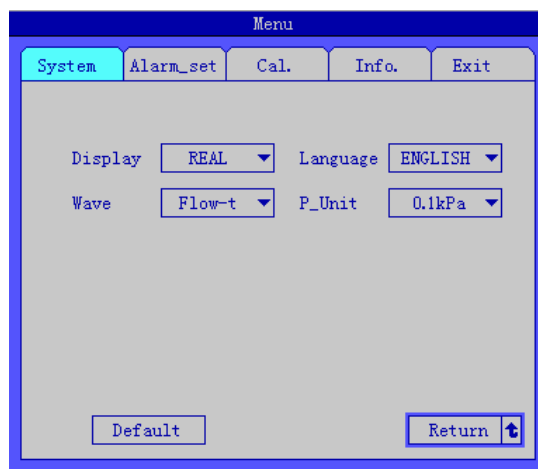 Menu
System Alarm_set Cal. Info. Exit
Display REAL Language ENGLISH
Wave Flow-t P_Unit 0.1kPa
Default Return